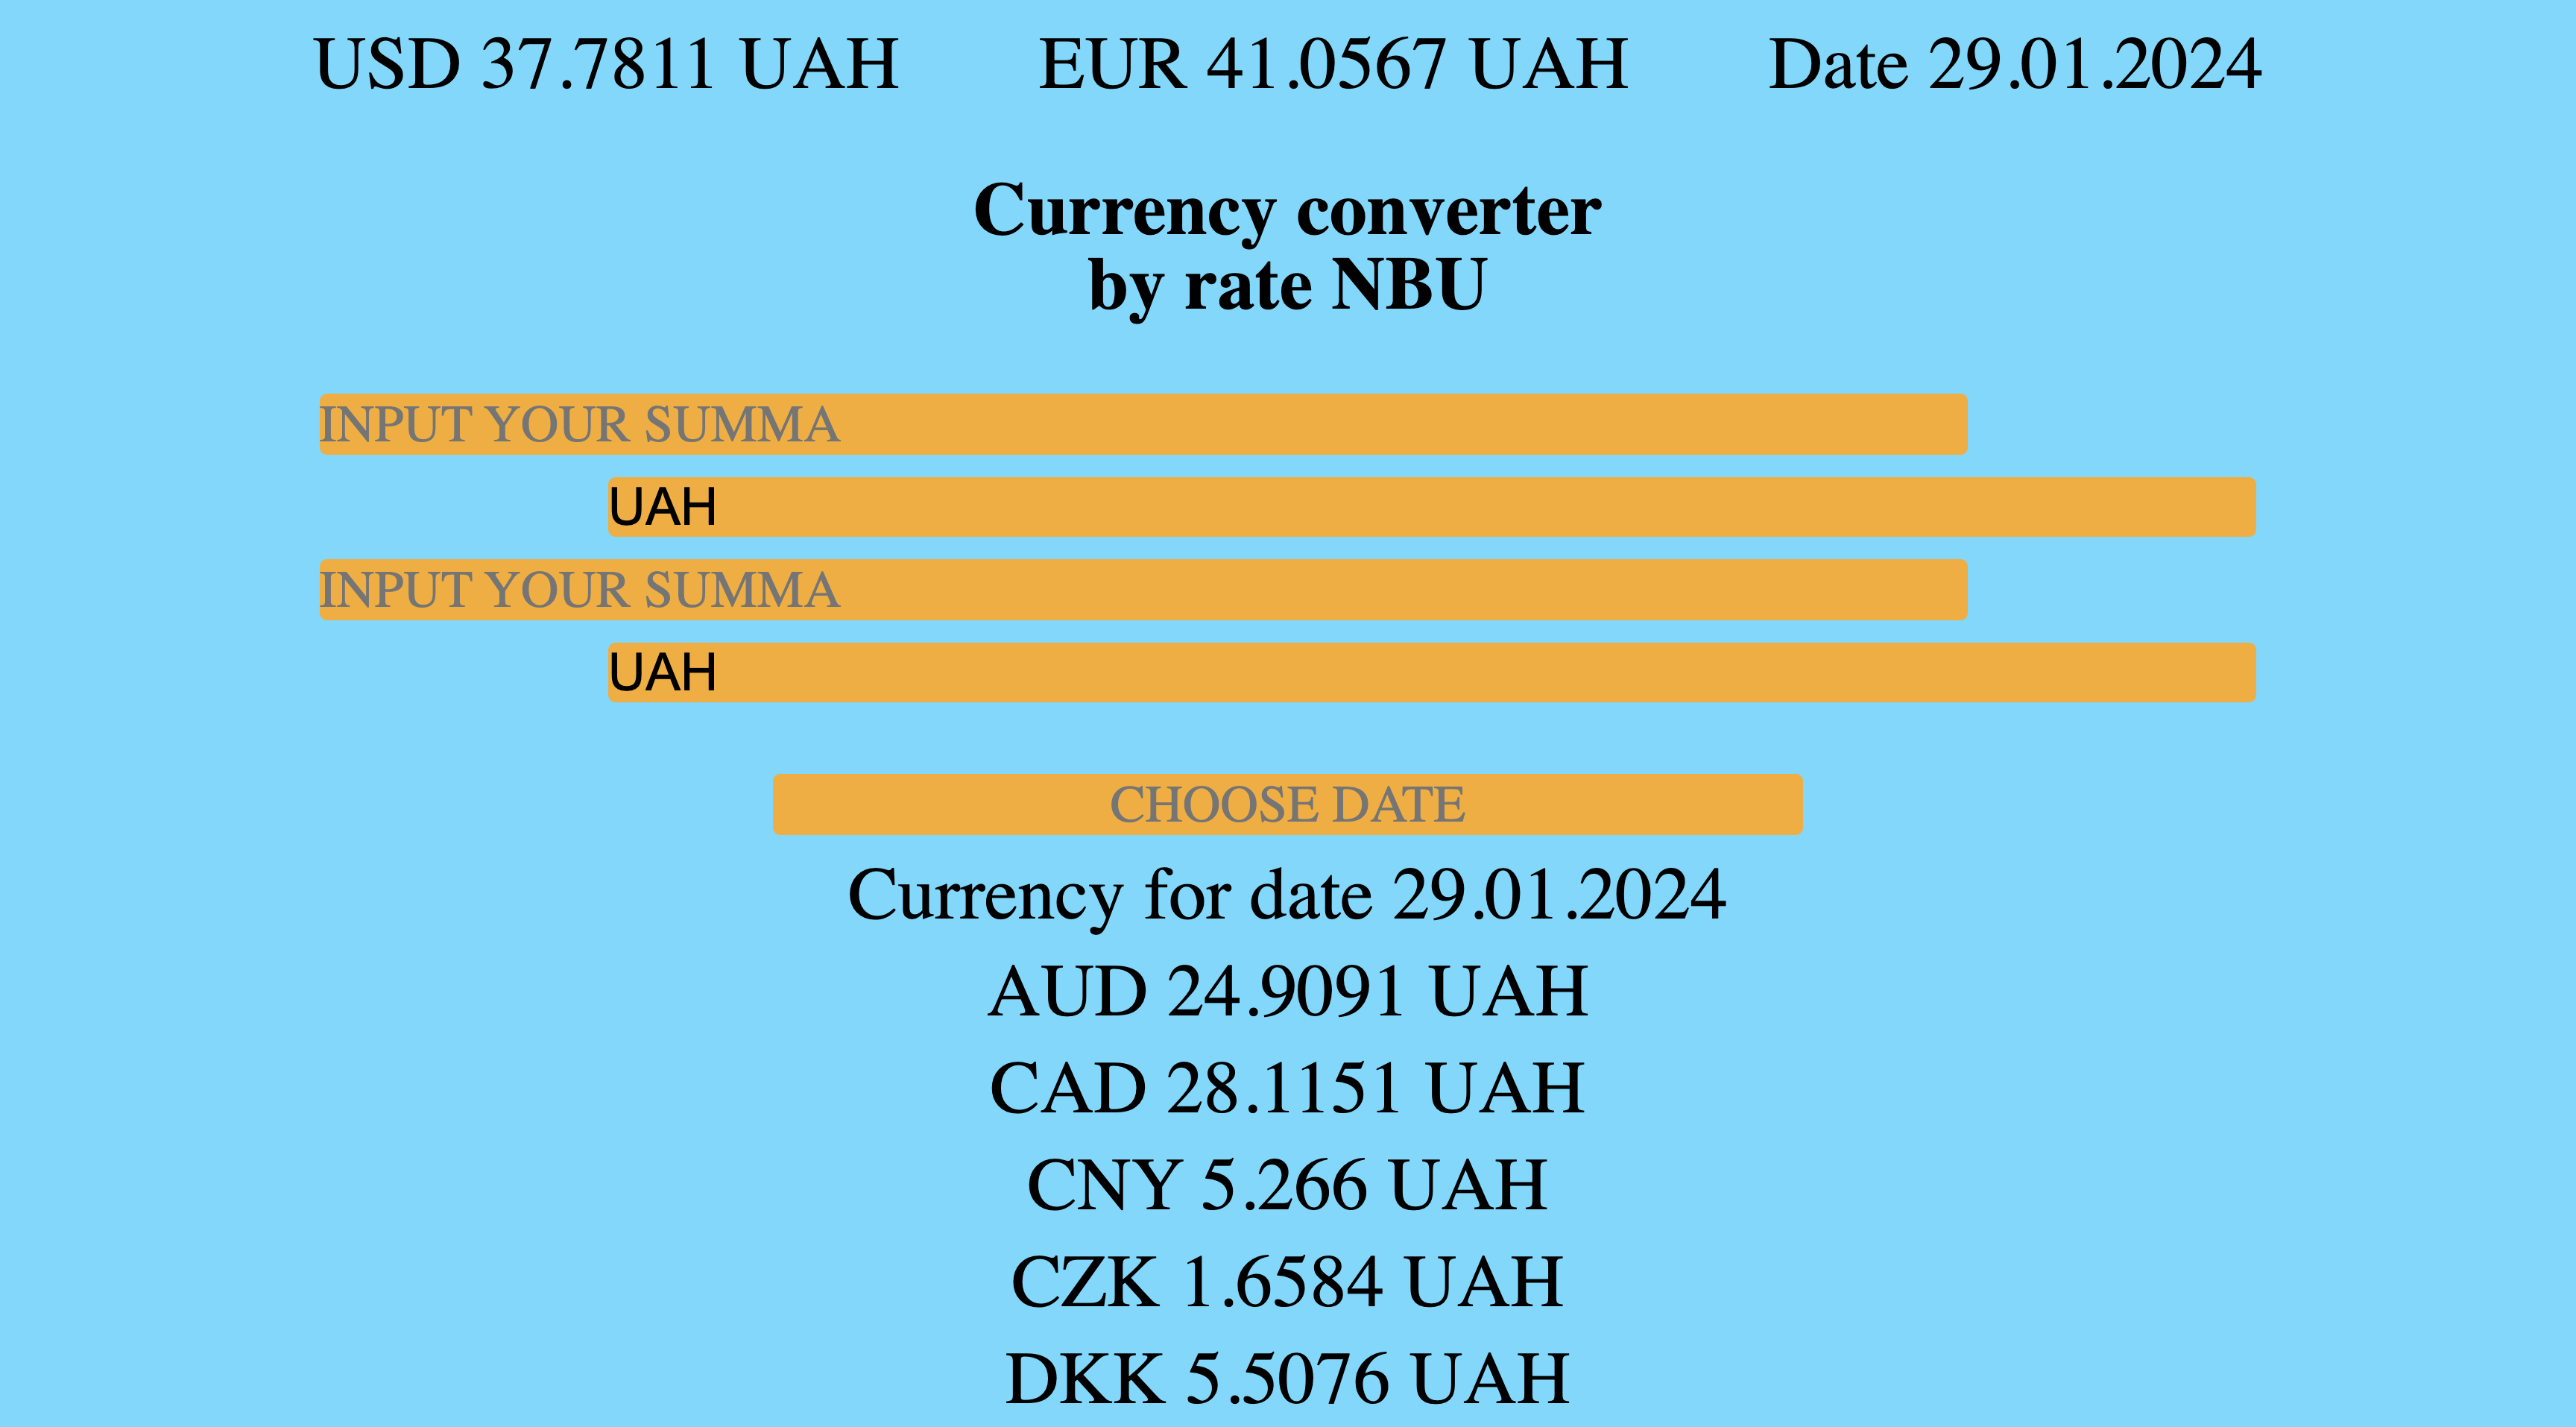 USD 37.7811 UAH EUR 41.0567 UAH Date 29.01.2024
Currency converter
by rate NBU
INPUT YOUR SUMMA
UAH
INPUT YOUR SUMMA
UAH
CHOOSE DATE
Currency for date 29.01.2024
AUD 24.9091 UAH
CAD 28.1151 UAH
CNY 5.266 UAH
CZK 1.6584 UAH
DKK 5.5076 UAH